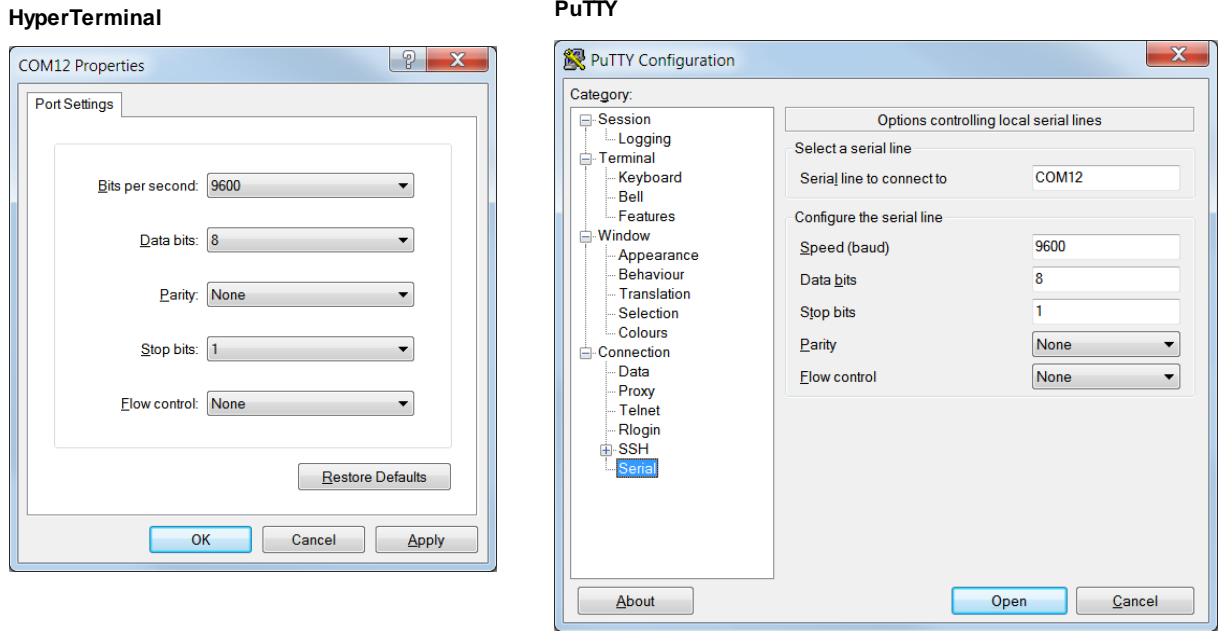 HyperTerminal
COM12 Properties
Port Settings
Bits per second: 9600
Data bits: 8
Parity: None
Stop bits: 1
Flow control: None
Restore Defaults
OK Cancel Apply
PuTTY
PuTTY Configuration
Category:
Session
Logging
Terminal
Keyboard
Bell
Features
Window
Appearance
Behaviour
Translation
Selection
Colours
Connection
Data
Proxy
Telnet
Rlogin
SSH
Serial
Options controlling local serial lines
Select a serial line
Serial line to connect to COM12
Configure the serial line
Speed (baud) 9600
Data bits 8
Stop bits 1
Parity None
Flow control None
About Open Cancel